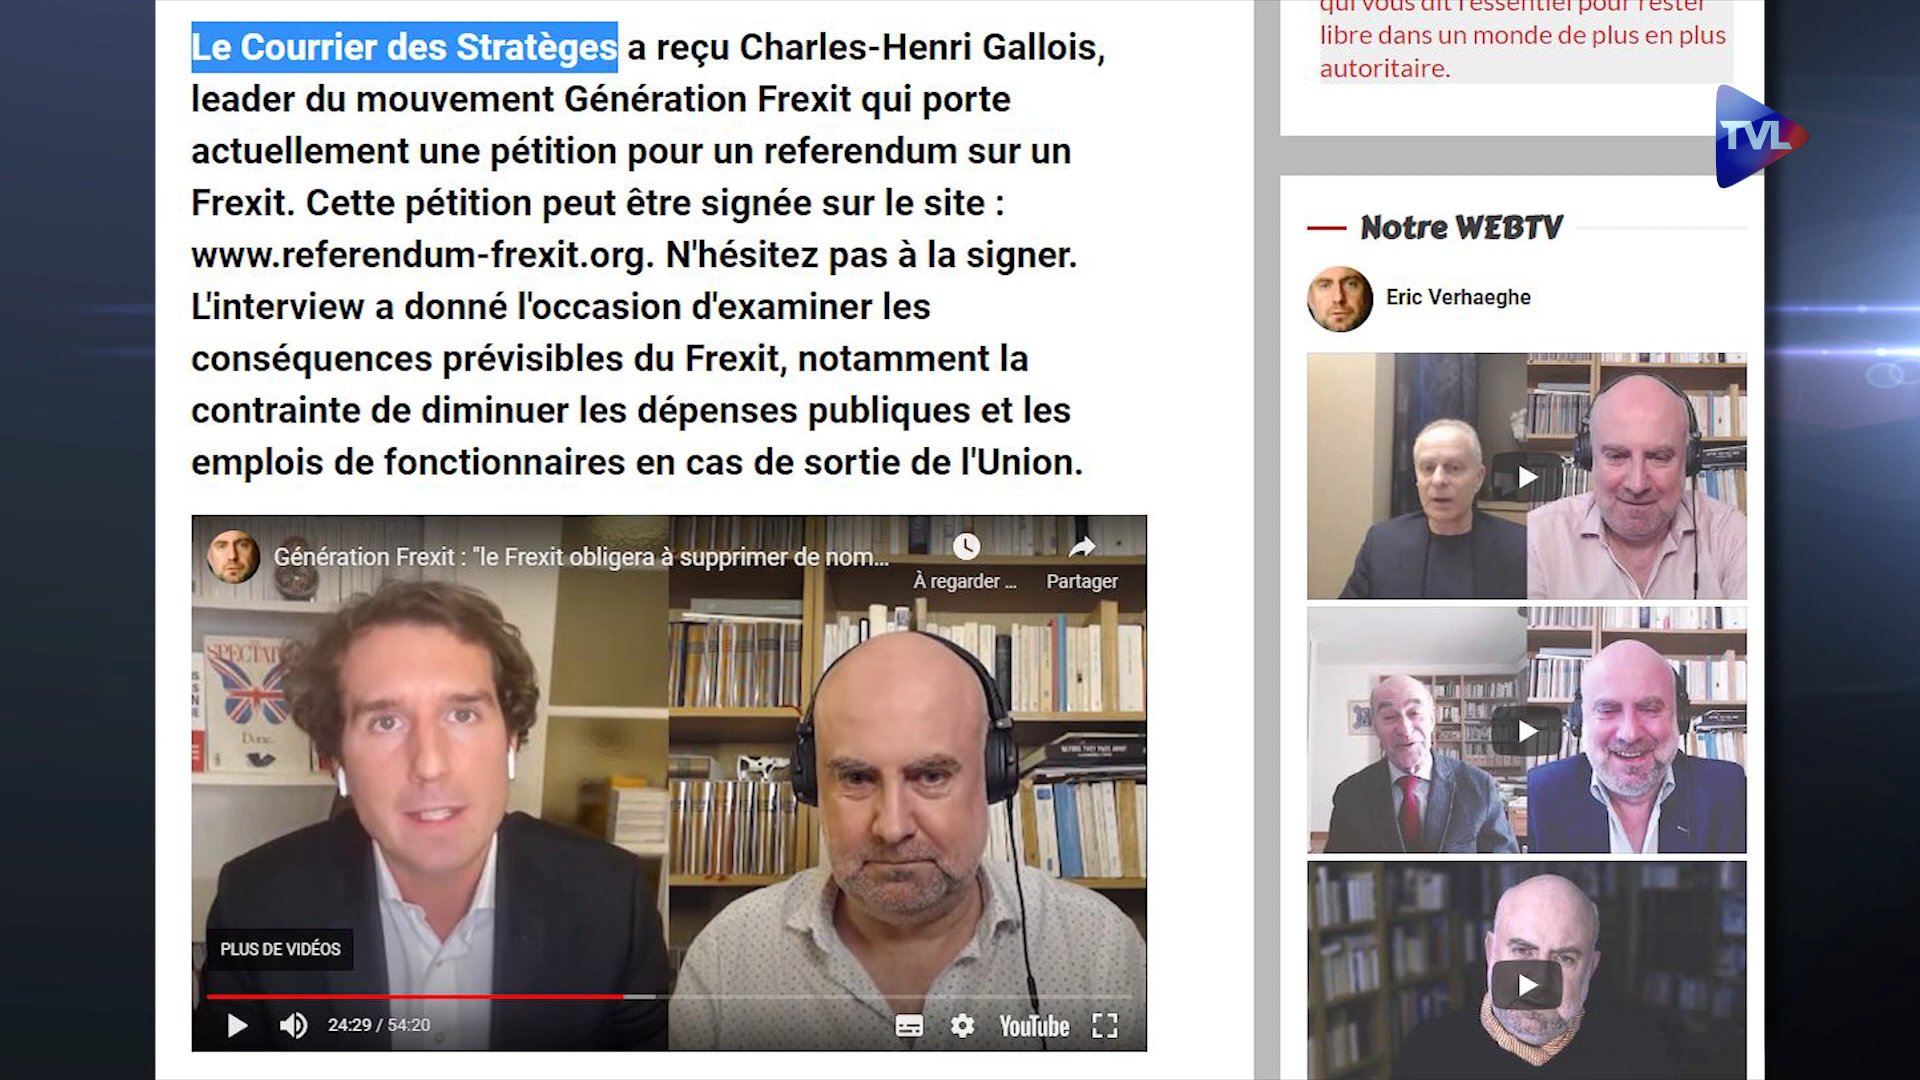 Le Courrier des Stratèges a reçu Charles-Henri Gallois,
leader du mouvement Génération Frexit qui porte
actuellement une pétition pour un referendum sur un
Frexit. Cette pétition peut être signée sur le site :
www.referendum-frexit.org. N'hésitez pas à la signer.
L'interview a donné l'occasion d'examiner les
conséquences prévisibles du Frexit, notamment la
contrainte de diminuer les dépenses publiques et les
emplois de fonctionnaires en cas de sortie de l'Union.
Génération Frexit : "le Frexit obligera à supprimer de nom...
À regarder ...
Partager
Done.
PLUS DE VIDÉOS
24:29 / 54:20
YouTube
qui vous dit l'essentiel pour rester
libre dans un monde de plus en plus
autoritaire.
TVL
Notre WEBTV
Eric Verhaeghe